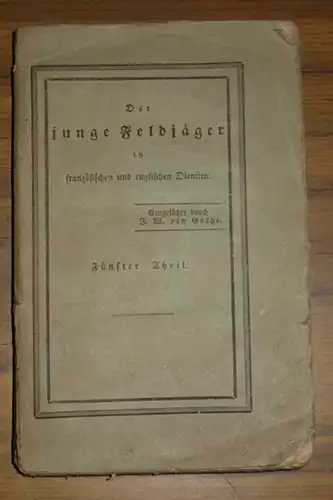 Der
junge Feldjäger
in
französischen und englischen Diensten.
Eingeführt durch
J. W. von Göthe.
Fünfter Theil.